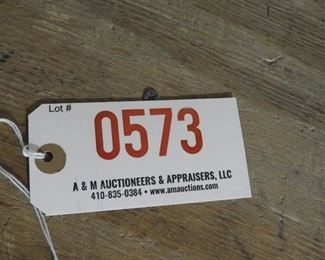 Lot #
0573
A & M AUCTIONEERS & APPRAISERS, LLC
410-835-0384 • www.amauctions.com